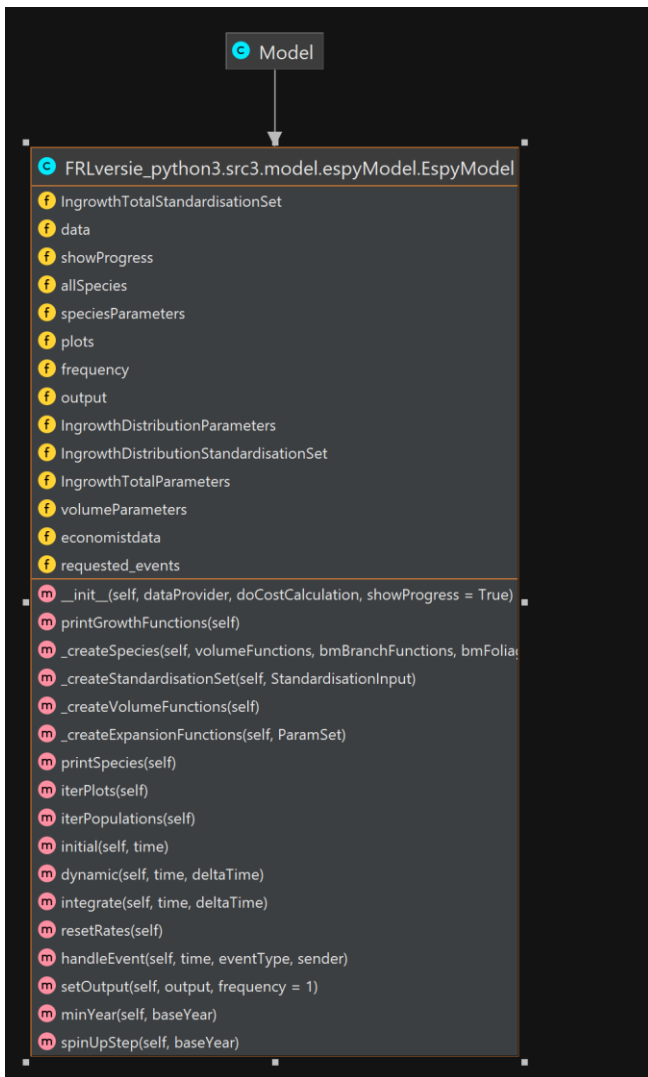 C Model
C FRLversie_python3.src3.model.espyModel.EspyModel
f IngrowthTotalStandardisationSet
f data
f showProgress
f allSpecies
f speciesParameters
f plots
f frequency
f output
f IngrowthDistributionParameters
f IngrowthDistributionStandardisationSet
f IngrowthTotalParameters
f volumeParameters
f economistdata
f requested_events
m __init__(self, dataProvider, doCostCalculation, showProgress = True)
m printGrowthFunctions(self)
m _createSpecies(self, volumeFunctions, bmBranchFunctions, bmFolia
m _createStandardisationSet(self, StandardisationInput)
m _createVolumeFunctions(self)
m _createExpansionFunctions(self, ParamSet)
m printSpecies(self)
m iterPlots(self)
m iterPopulations(self)
m initial(self, time)
m dynamic(self, time, deltaTime)
m integrate(self, time, deltaTime)
m resetRates(self)
m handleEvent(self, time, eventType, sender)
m setOutput(self, output, frequency = 1)
m minYear(self, baseYear)
m spinUpStep(self, baseYear)